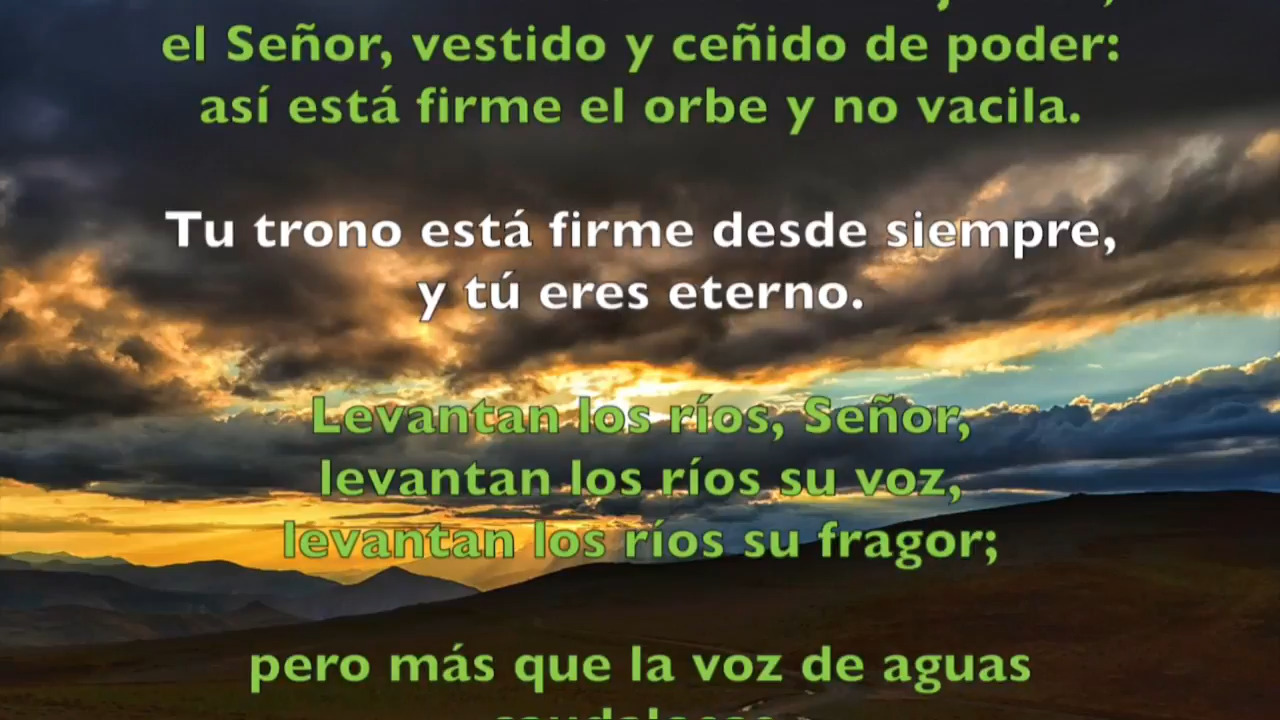 el Señor, vestido y ceñido de poder:
así está firme el orbe y no vacila.
Tu trono está firme desde siempre,
y tú eres eterno.
Levantan los ríos, Señor,
levantan los ríos su voz,
levantan los ríos su fragor;
pero más que la voz de aguas